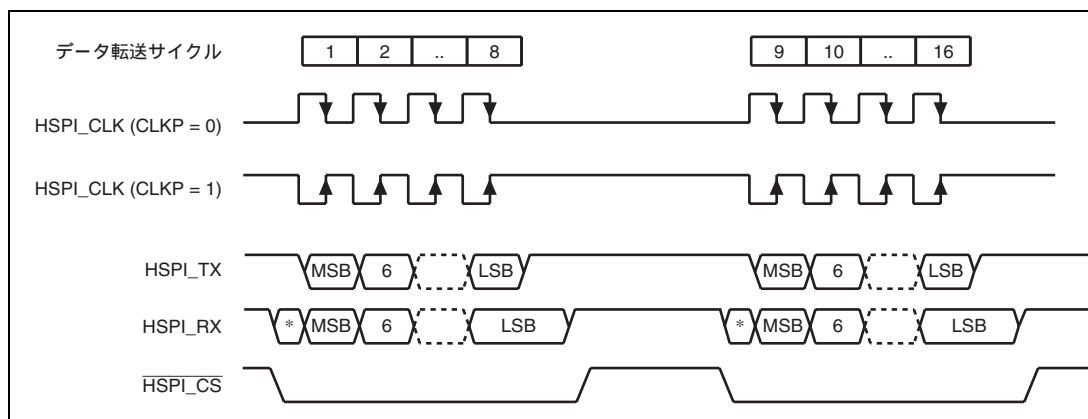 データ転送サイクル 1 2 .. 8 9 10 .. 16
HSPI_CLK (CLKP = 0)
HSPI_CLK (CLKP = 1)
HSPI_TX MSB 6 LSB MSB 6 LSB
HSPI_RX * MSB 6 LSB * MSB 6 LSB
HSPI_CS